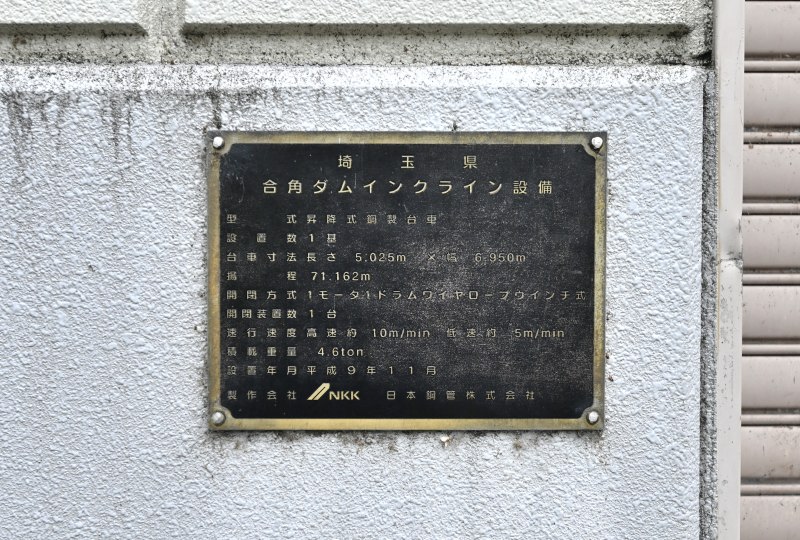 埼玉県
合角ダムインクライン設備
型式 昇降式鋼製台車
設置数 1基
台車寸法 長さ 5.025m × 幅 6.950m
揚程 71.162m
開閉方式 1モータ1ドラムワイヤロープウインチ式
開閉装置数 1台
速行速度 高速約 10m/min 低速約 5m/min
積載重量 4.6ton
設置年月 平成9年11月
製作会社 NKK 日本鋼管株式会社